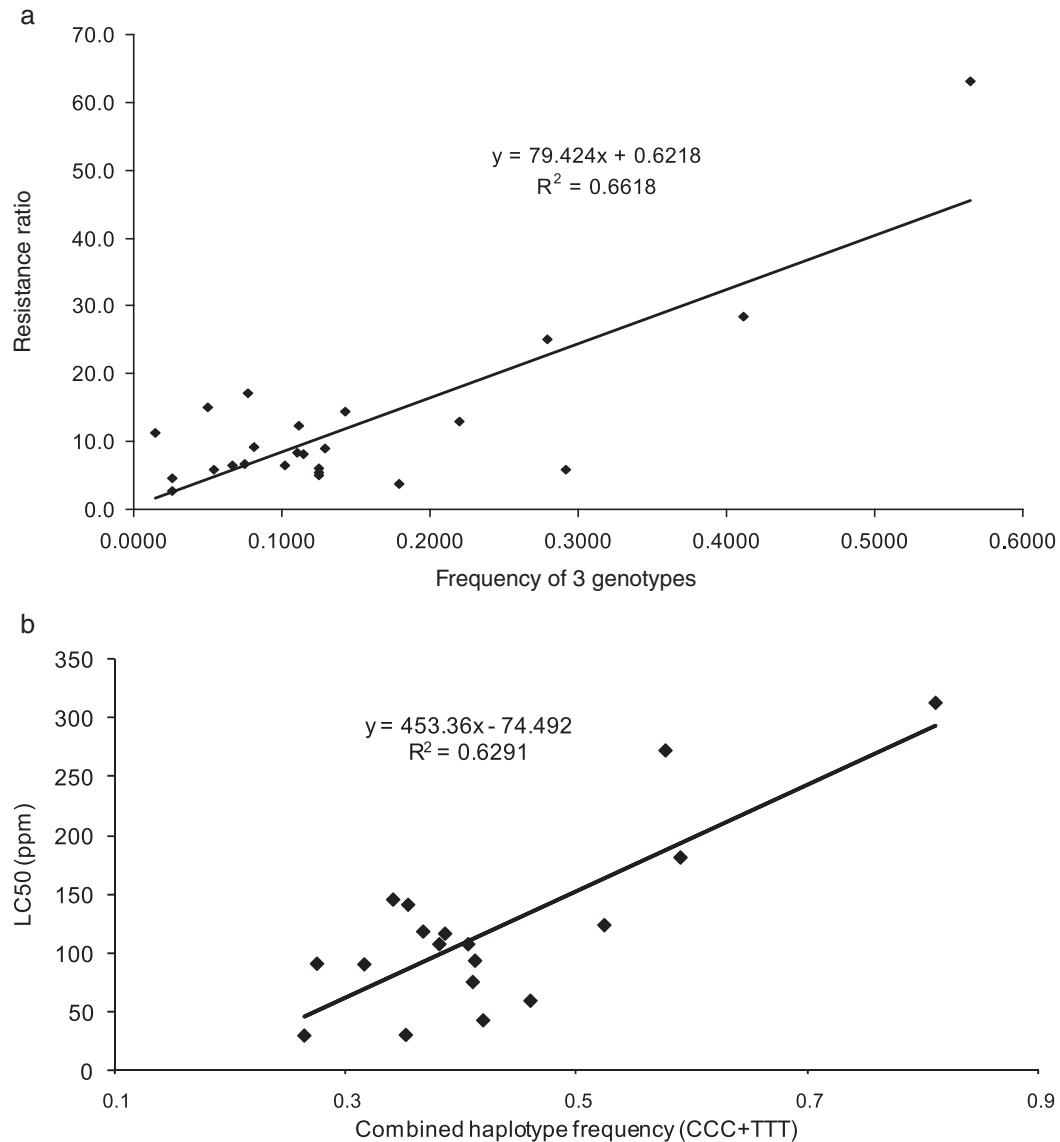 a
70.0
60.0
50.0
40.0
30.0
20.0
10.0
0.0
Resistance ratio
y = 79.424x + 0.6218
R² = 0.6618
0.0000 0.1000 0.2000 0.3000 0.4000 0.5000 0.6000
Frequency of 3 genotypes
b
350
300
250
200
150
100
50
0
LC50 (ppm)
y = 453.36x - 74.492
R² = 0.6291
0.1 0.3 0.5 0.7 0.9
Combined haplotype frequency (CCC+TTT)